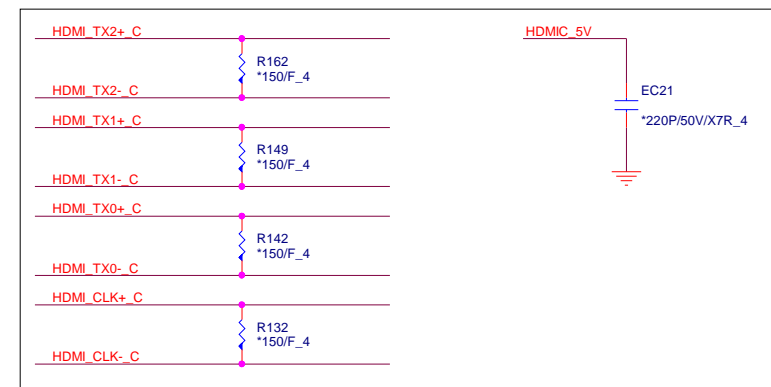 HDMI_TX2+_C
R162
*150/F_4
HDMI_TX2-_C
HDMI_TX1+_C
R149
*150/F_4
HDMI_TX1-_C
HDMI_TX0+_C
R142
*150/F_4
HDMI_TX0-_C
HDMI_CLK+_C
R132
*150/F_4
HDMI_CLK-_C
HDMIC_5V
EC21
*220P/50V/X7R_4